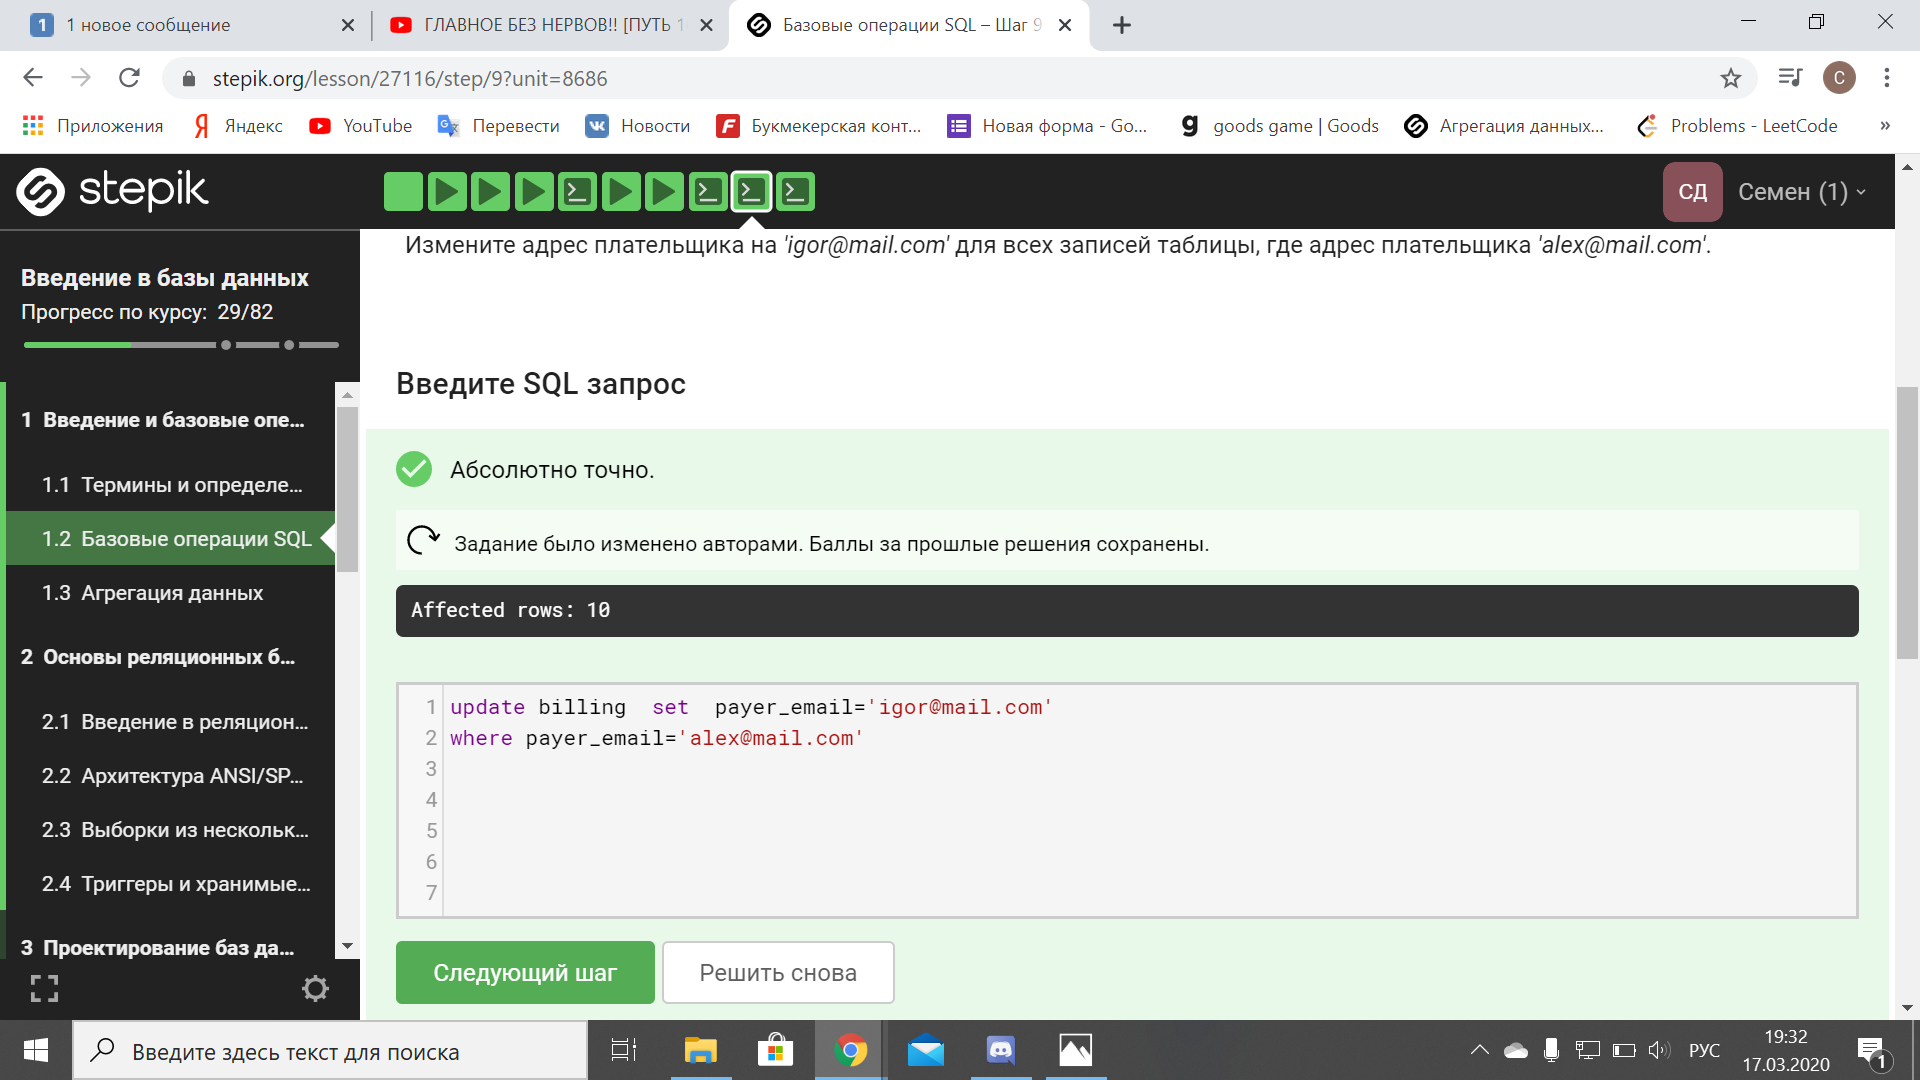 1 новое сообщение
ГЛАВНОЕ БЕЗ НЕРВОВ!! [ПУТЬ 1
Базовые операции SQL – Шаг 9
stepik.org/lesson/27116/step/9?unit=8686
С
Приложения
Яндекс
YouTube
Перевести
Новости
Букмекерская конт...
Новая форма - Go...
goods game | Goods
Агрегация данных...
Problems - LeetCode
»
stepik
СД
Семен (1)
Введение в базы данных
Прогресс по курсу: 29/82
1 Введение и базовые опе...
1.1 Термины и определе...
1.2 Базовые операции SQL
1.3 Агрегация данных
2 Основы реляционных б...
2.1 Введение в реляцион...
2.2 Архитектура ANSI/SP...
2.3 Выборки из нескольк...
2.4 Триггеры и хранимые...
3 Проектирование баз да...
Измените адрес плательщика на 'igor@mail.com' для всех записей таблицы, где адрес плательщика 'alex@mail.com'.
Введите SQL запрос
Абсолютно точно.
Задание было изменено авторами. Баллы за прошлые решения сохранены.
Affected rows: 10
1 update billing  set  payer_email='igor@mail.com'
2 where payer_email='alex@mail.com'
3
4
5
6
7
Следующий шаг
Решить снова
Введите здесь текст для поиска
РУС
19:32
17.03.2020
1